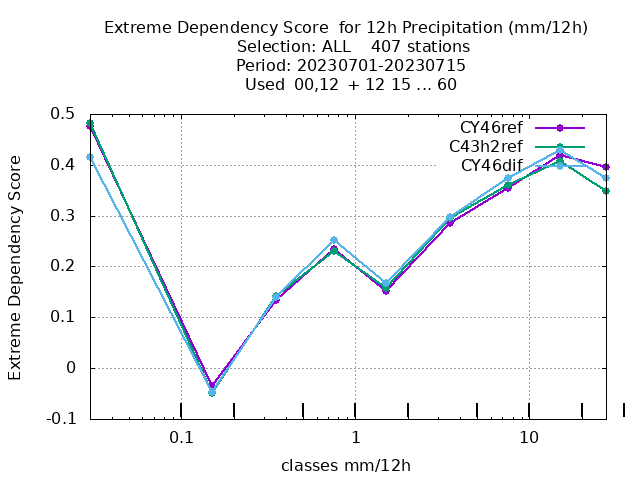 Extreme Dependency Score  for 12h Precipitation (mm/12h)
Selection: ALL    407 stations
Period: 20230701-20230715
Used  00,12  + 12 15 ... 60
CY46ref
C43h2ref
CY46dif
Extreme Dependency Score
0.5
0.4
0.3
0.2
0.1
0
-0.1
0.1
1
10
classes mm/12h